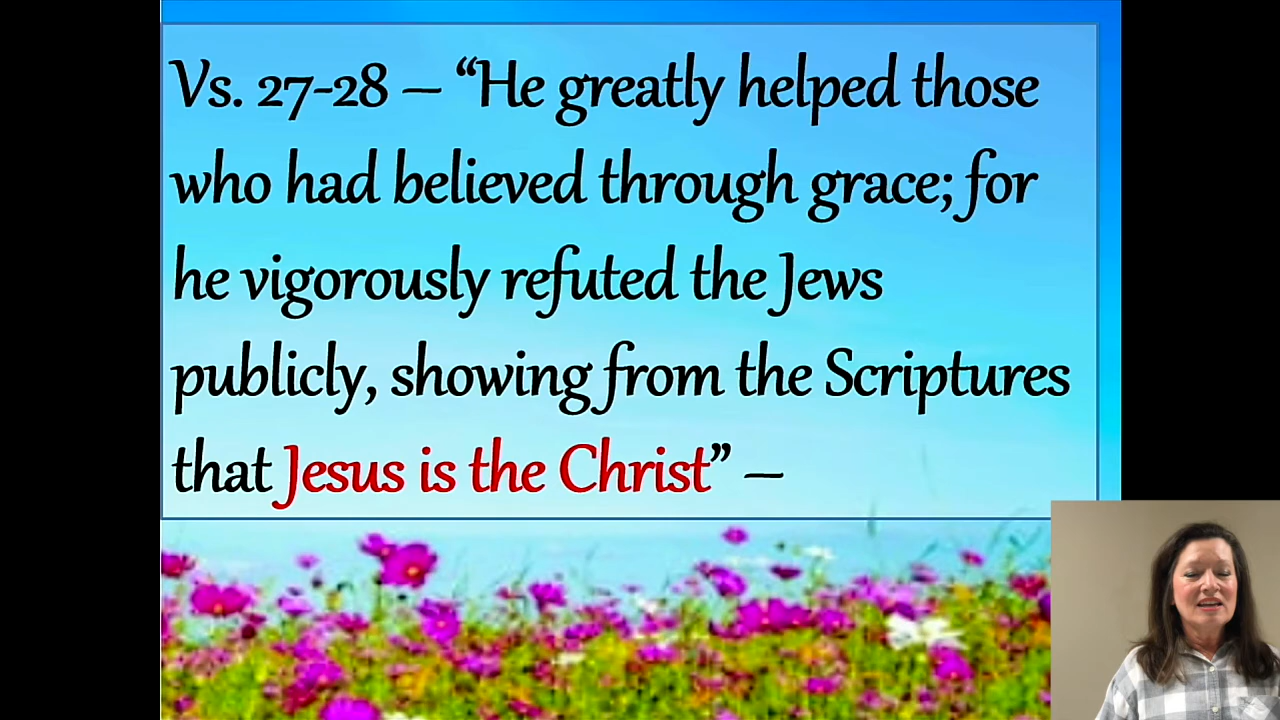 Vs. 27-28 – “He greatly helped those
who had believed through grace; for
he vigorously refuted the Jews
publicly, showing from the Scriptures
that Jesus is the Christ” –